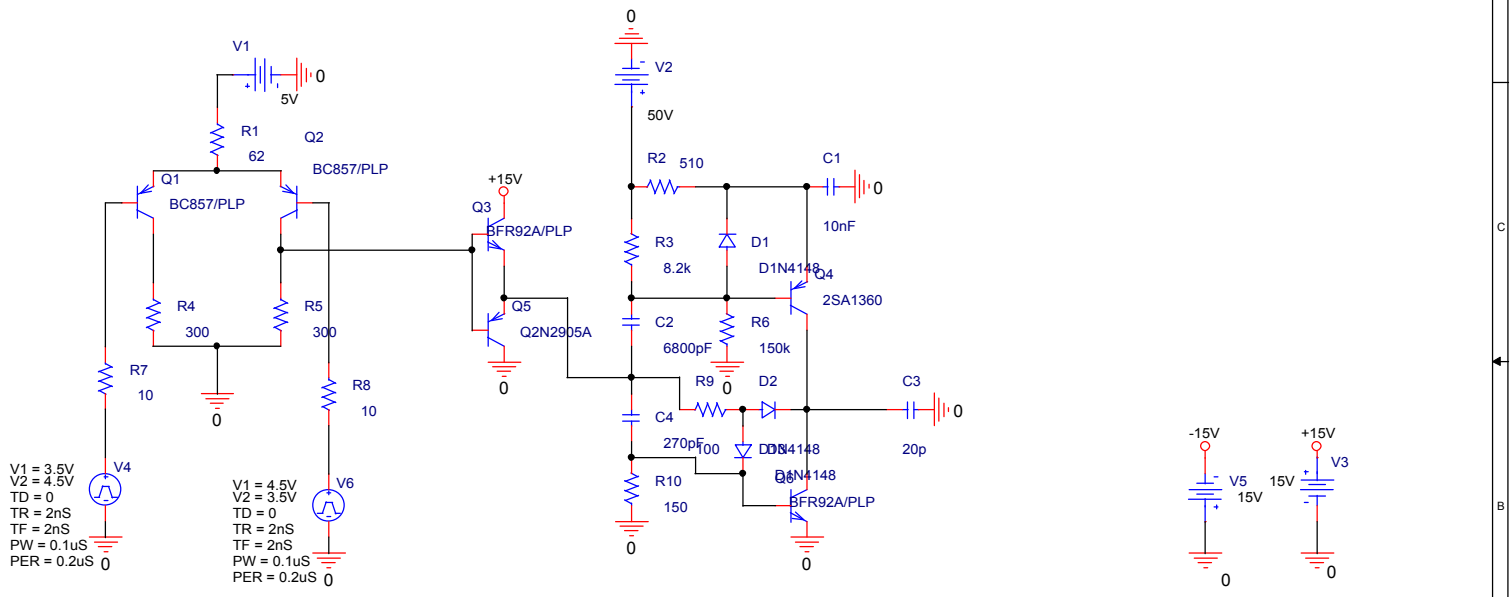 0
V1
-
V2
+
-
0
+
5V
50V
R1
Q2
62
BC857/PLP
R2
510
C1
Q1
+15V
0
BC857/PLP
Q3
BFR92A/PLP
10nF
C
R3
D1
8.2k
D1N4148
Q4
2SA1360
R4
R5
Q5
C2
R6
300
300
Q2N2905A
6800pF
150k
R7
R8
0
0
R9
D2
C3
10
10
0
C4
0
270pF
100
D3
D1N4148
20p
-15V
+15V
V1 = 3.5V
V4
D1N4148
V3
V2 = 4.5V
+
V1 = 4.5V
V6
R10
Q6
-
V5
15V
+
TD = 0
V2 = 3.5V
+
150
BFR92A/PLP
15V
-
TR = 2nS
TD = 0
-
+
B
TF = 2nS
TR = 2nS
-
PW = 0.1uS
TF = 2nS
0
PER = 0.2uS
0
PW = 0.1uS
0
0
0
PER = 0.2uS
0